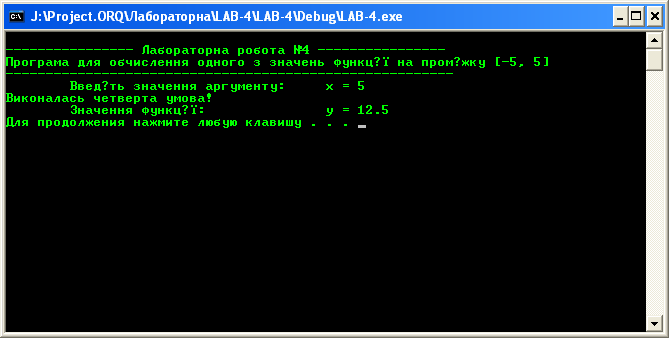 J:\Project.ORQ\Лабораторна\LAB-4\LAB-4\Debug\LAB-4.exe
---------------- Лабораторна робота №4 ----------------
Програма для обчислення одного з значень функц?ї на пром?жку [-5, 5]
--------------------------------------------------------
Введ?ть значення аргументу: x = 5
Виконалась четверта умова!
Значення функц?ї: y = 12.5
Для продолжения нажмите любую клавишу . . .